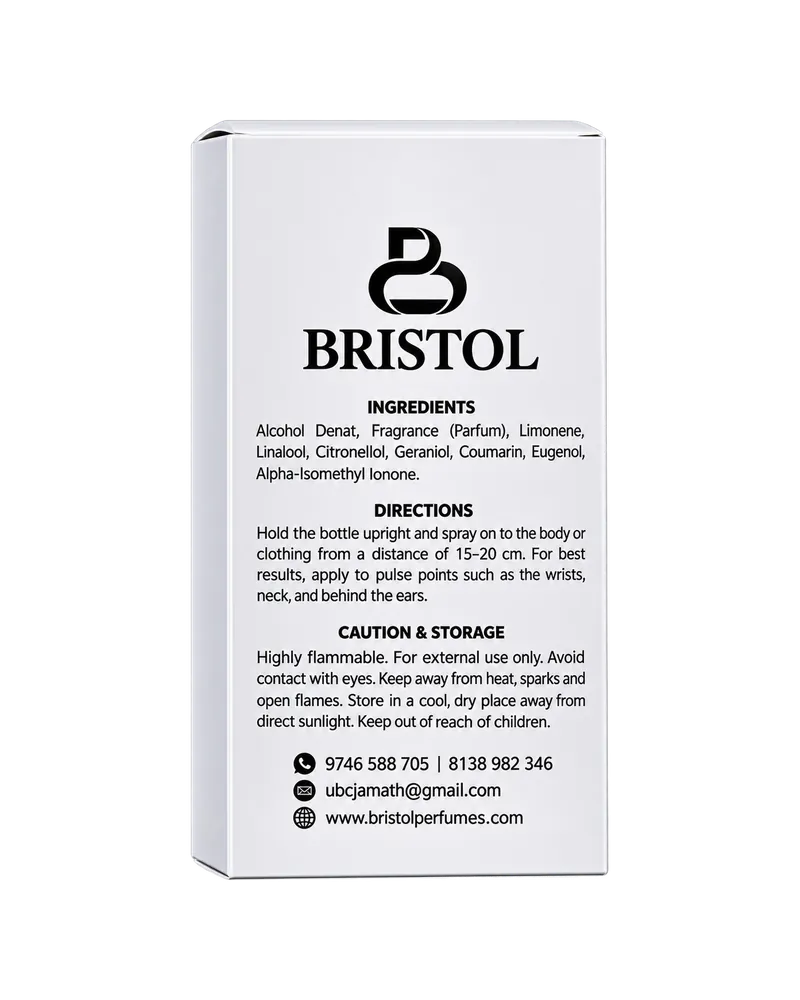 BRISTOL
INGREDIENTS
Alcohol Denat, Fragrance (Parfum), Limonene,
Linalool, Citronellol, Geraniol, Coumarin, Eugenol,
Alpha-Isomethyl Ionone.
DIRECTIONS
Hold the bottle upright and spray on to the body or
clothing from a distance of 15–20 cm. For best
results, apply to pulse points such as the wrists,
neck, and behind the ears.
CAUTION & STORAGE
Highly flammable. For external use only. Avoid
contact with eyes. Keep away from heat, sparks and
open flames. Store in a cool, dry place away from
direct sunlight. Keep out of reach of children.
9746 588 705 | 8138 982 346
ubcjamath@gmail.com
www.bristolperfumes.com